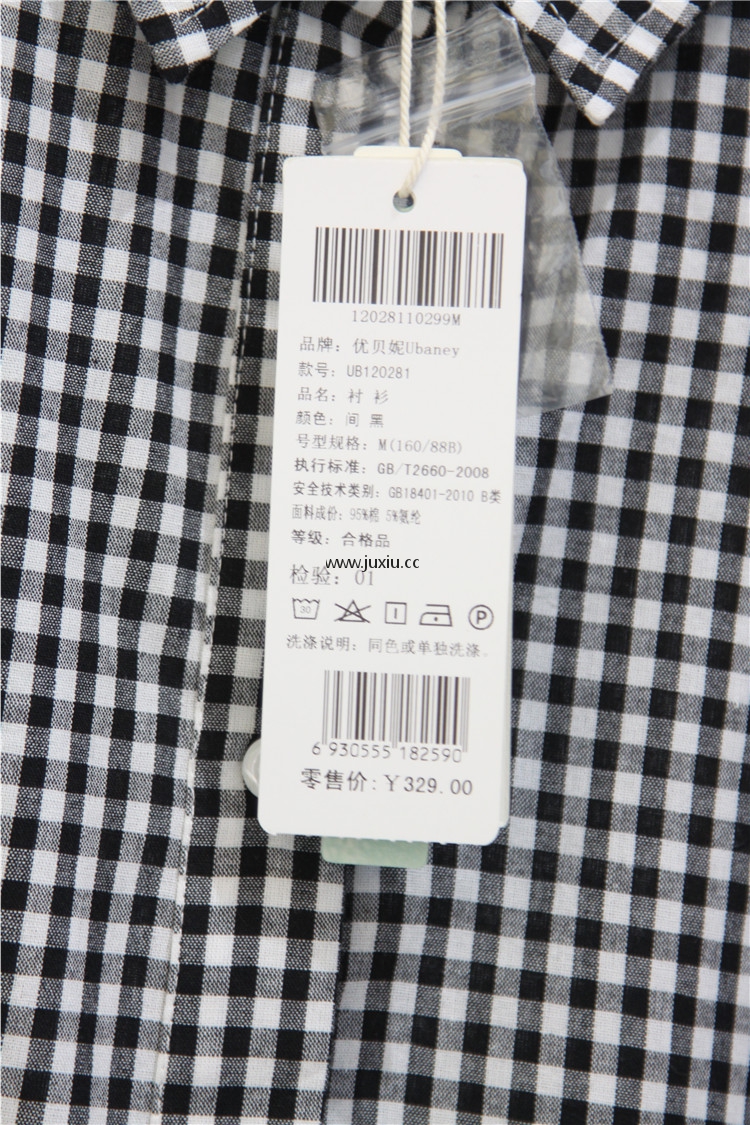 12028110299M
品牌：优贝妮Ubaney
款号：UB120281
品名：衬 衫
颜色：间 黑
号型规格：M(160/88B)
执行标准：GB/T2660-2008
安全技术类别：GB18401-2010 B类
面料成份：95%棉 5%氨纶
等级：合格品
www.juxiu.cc
检验：01
30
P
洗涤说明：同色或单独洗涤。
6 930555 182590
零售价：￥329.00